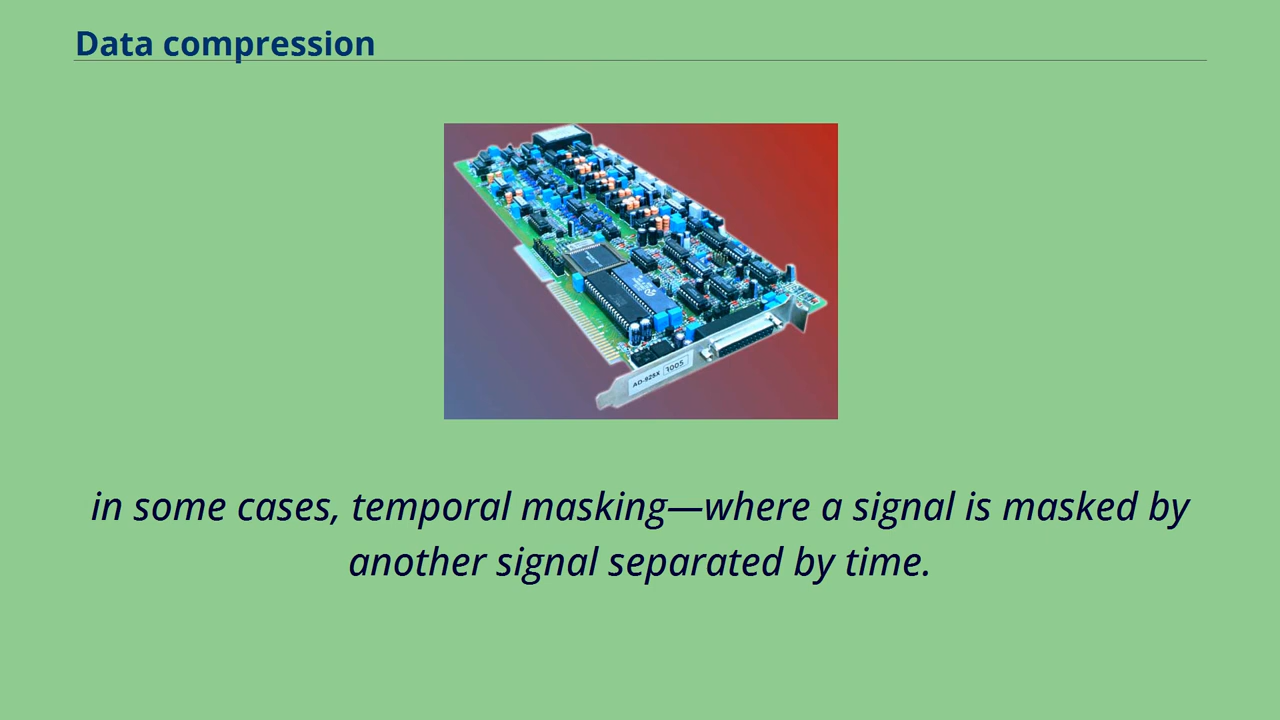 Data compression
AD-525X 1005
in some cases, temporal masking—where a signal is masked by
another signal separated by time.